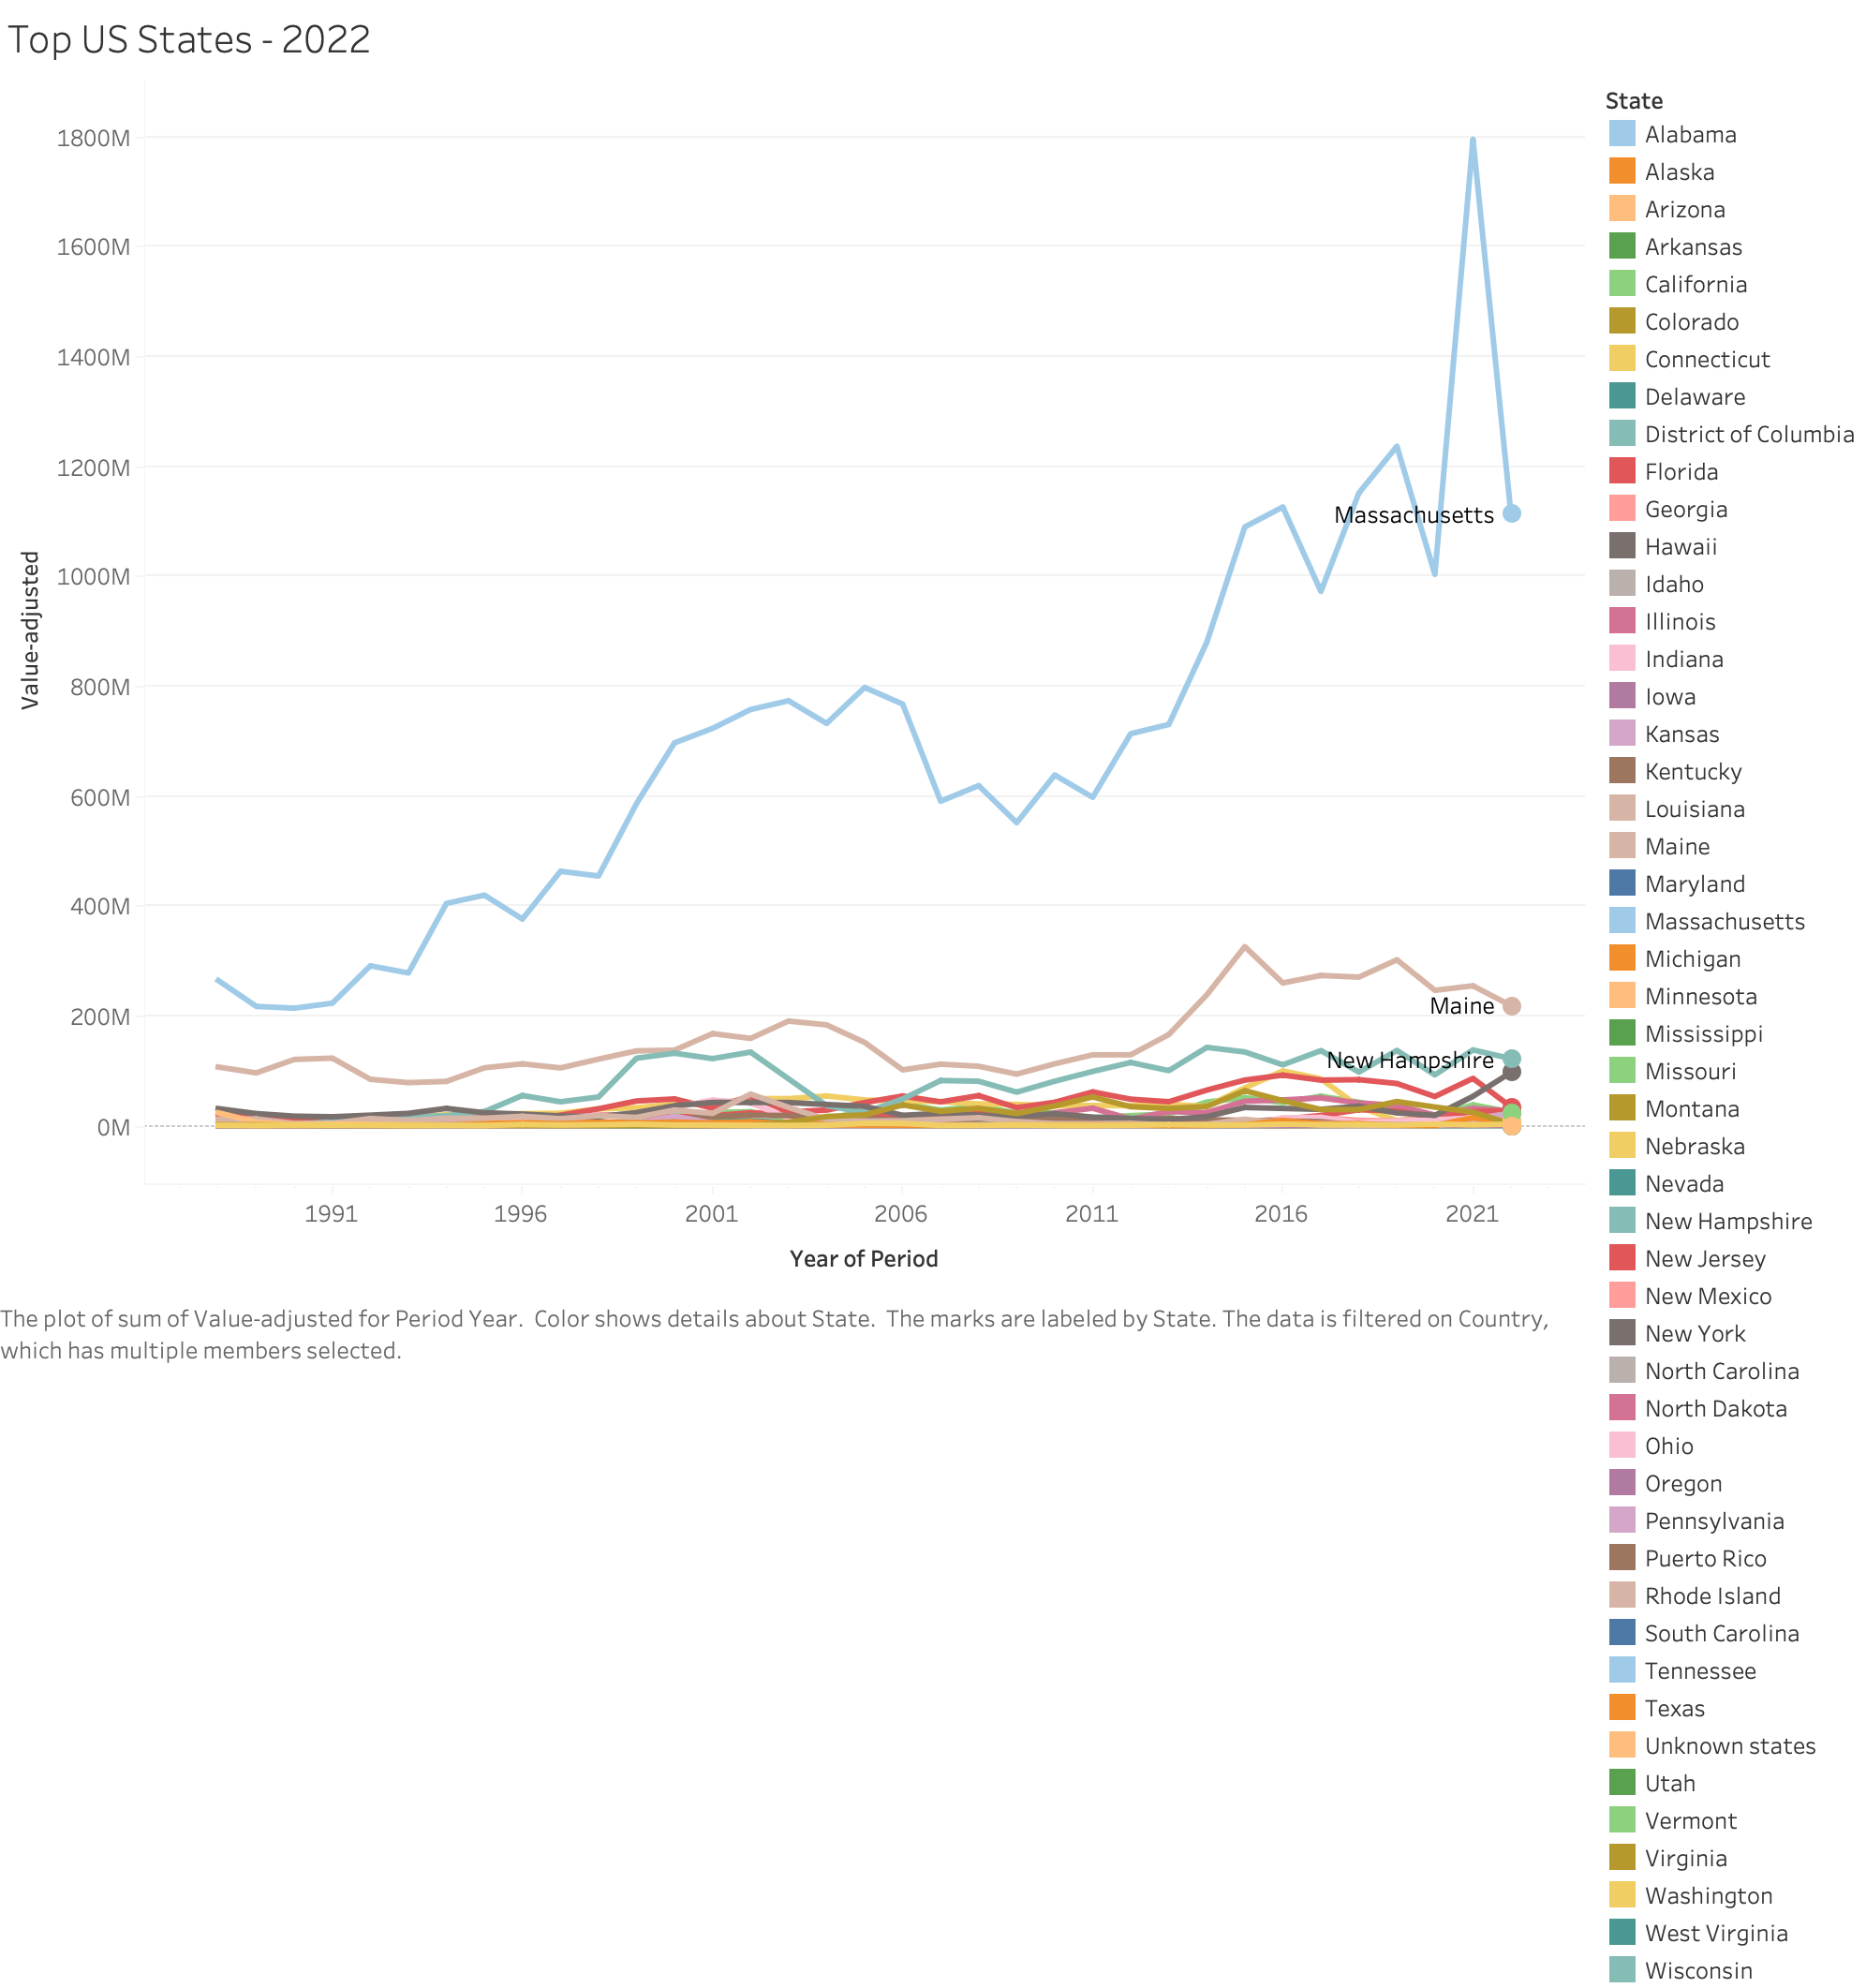 Top US States - 2022
1800M
1600M
1400M
1200M
1000M
800M
600M
400M
200M
0M
Value-adjusted
Massachusetts
Maine
New Hampshire
1991
1996
2001
2006
2011
2016
2021
Year of Period
State
Alabama
Alaska
Arizona
Arkansas
California
Colorado
Connecticut
Delaware
District of Columbia
Florida
Georgia
Hawaii
Idaho
Illinois
Indiana
Iowa
Kansas
Kentucky
Louisiana
Maine
Maryland
Massachusetts
Michigan
Minnesota
Mississippi
Missouri
Montana
Nebraska
Nevada
New Hampshire
New Jersey
New Mexico
New York
North Carolina
North Dakota
Ohio
Oregon
Pennsylvania
Puerto Rico
Rhode Island
South Carolina
Tennessee
Texas
Unknown states
Utah
Vermont
Virginia
Washington
West Virginia
Wisconsin
The plot of sum of Value-adjusted for Period Year.  Color shows details about State.  The marks are labeled by State. The data is filtered on Country,
which has multiple members selected.